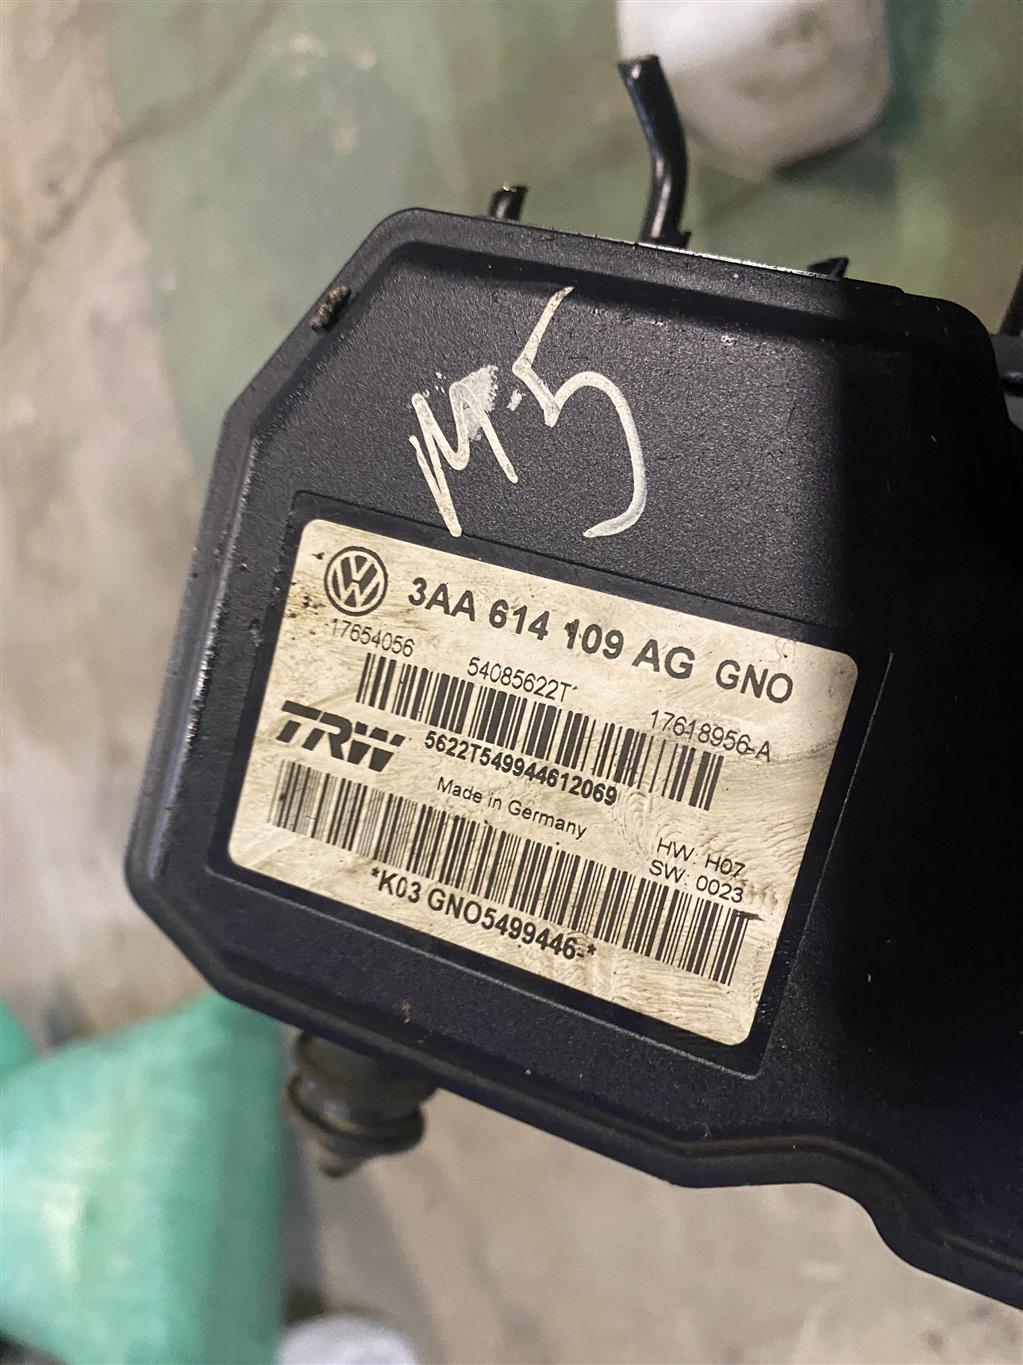 M.5
3AA 614 109 AG GNO
17654056 54085622T 17618956-A
TRW
5622T549944612069
Made in Germany
HW: H07
SW: 0023
*K03 GNO5499446-*